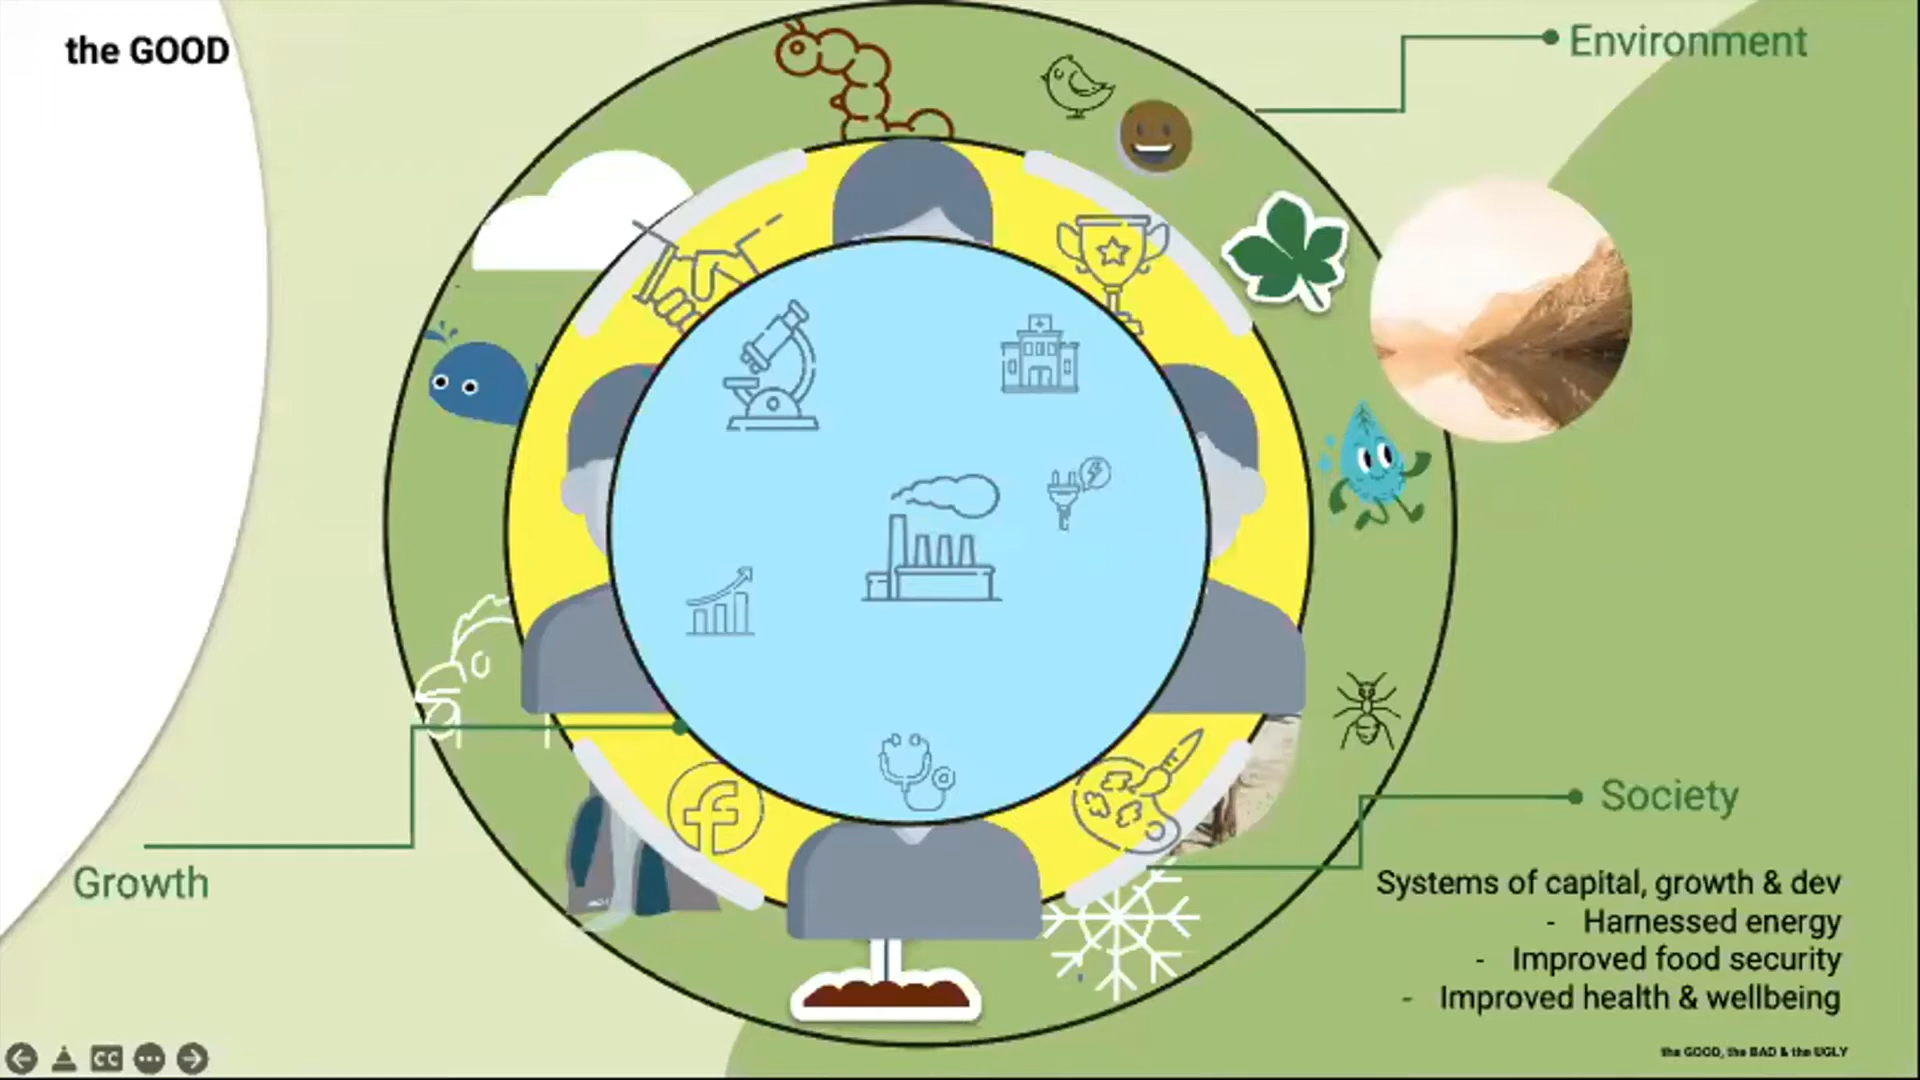 the GOOD
Environment
Growth
Society
Systems of capital, growth & dev
- Harnessed energy
- Improved food security
- Improved health & wellbeing
the GOOD, the BAD & the UGLY
CC